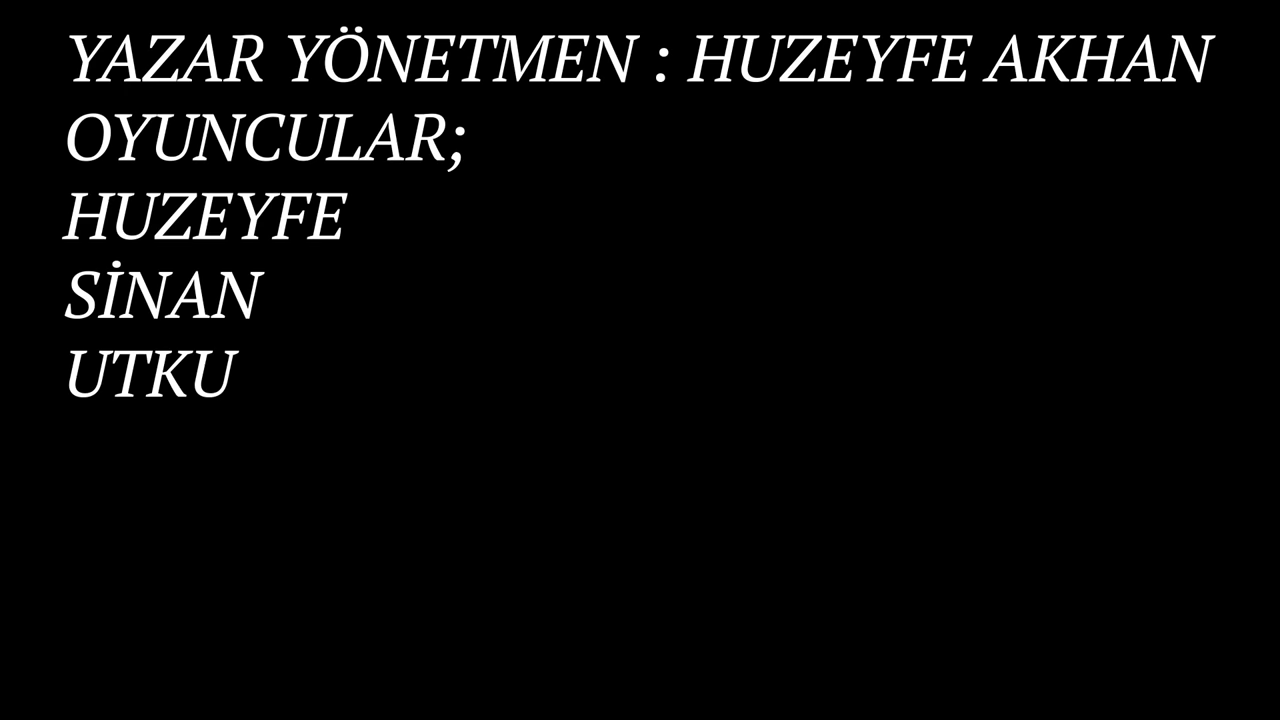 YAZAR YÖNETMEN : HUZEYFE AKHAN
OYUNCULAR;
HUZEYFE
SİNAN
UTKU